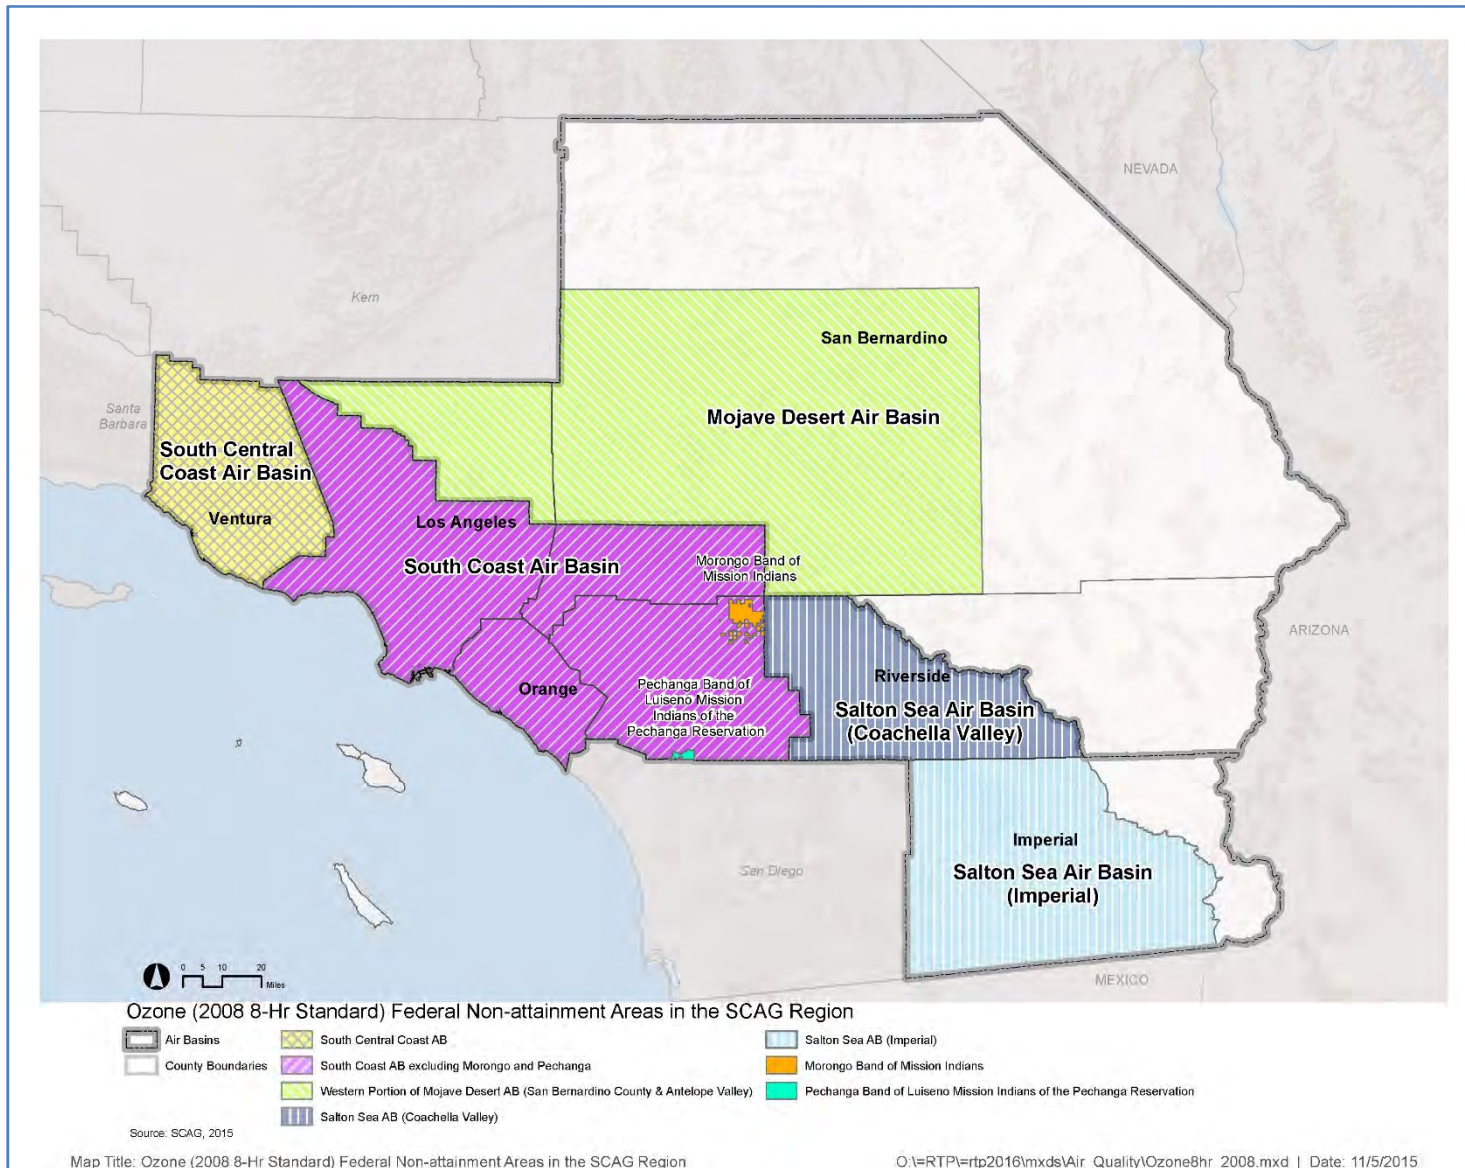 NEVADA
Kern
San Bernardino
Mojave Desert Air Basin
Santa
Barbara
South Central
Coast Air Basin
Ventura
Los Angeles
South Coast Air Basin
Morongo Band of
Mission Indians
ARIZONA
Riverside
Orange
Pechanga Band of
Luiseno Mission
Indians of the
Pechanga Reservation
Salton Sea Air Basin
(Coachella Valley)
Imperial
San Diego
Salton Sea Air Basin
(Imperial)
MEXICO
0 5 10 20
Miles
Ozone (2008 8-Hr Standard) Federal Non-attainment Areas in the SCAG Region
Air Basins
County Boundaries
South Central Coast AB
South Coast AB excluding Morongo and Pechanga
Western Portion of Mojave Desert AB (San Bernardino County & Antelope Valley)
Salton Sea AB (Coachella Valley)
Salton Sea AB (Imperial)
Morongo Band of Mission Indians
Pechanga Band of Luiseno Mission Indians of the Pechanga Reservation
Source: SCAG, 2015
Map Title: Ozone (2008 8-Hr Standard) Federal Non-attainment Areas in the SCAG Region
O:\=RTP\=rtp2016\mxds\Air_Quality\Ozone8hr_2008.mxd | Date: 11/5/2015